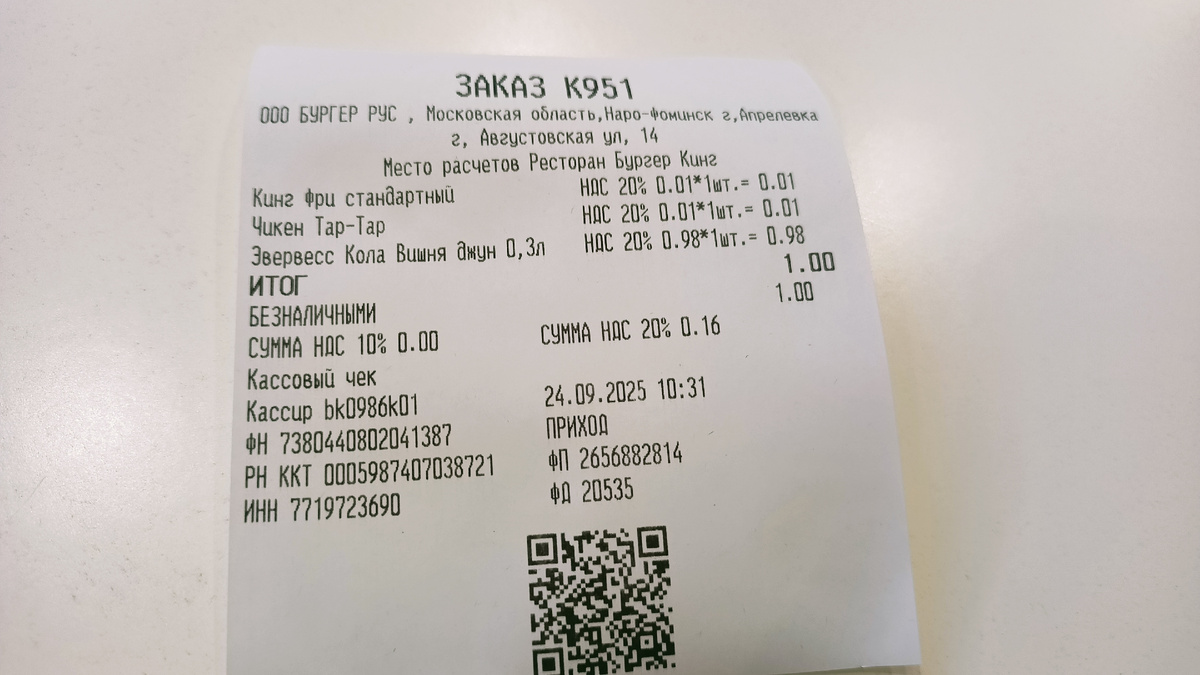 ЗАКАЗ К951
ООО БУРГЕР РУС , Московская область,Наро-Фоминск г,Апрелевка
г, Августовская ул, 14
Место расчетов Ресторан Бургер Кинг
Кинг Фри стандартный НДС 20% 0.01*1шт.= 0.01
Чикен Тар-Тар НДС 20% 0.01*1шт.= 0.01
Эвервесс Кола Вишня джун 0,3л НДС 20% 0.98*1шт.= 0.98
ИТОГ 1.00
БЕЗНАЛИЧНЫМИ 1.00
СУММА НДС 10% 0.00 СУММА НДС 20% 0.16
Кассовый чек 24.09.2025 10:31
Кассир bk0986k01 ПРИХОД
ФН 7380440802041387 ФП 2656882814
РН ККТ 0005987407038721 ФД 20535
ИНН 7719723690